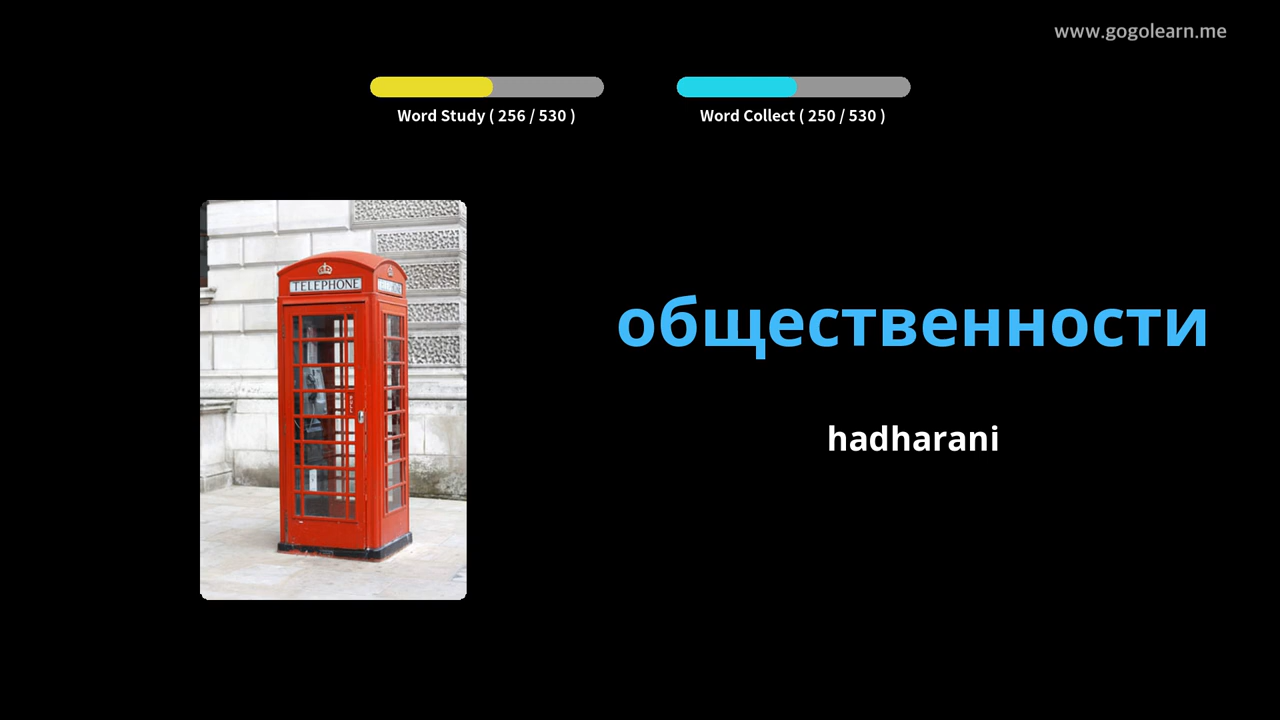 www.gogolearn.me
Word Study ( 256 / 530 )
Word Collect ( 250 / 530 )
TELEPHONE
общественности
hadharani